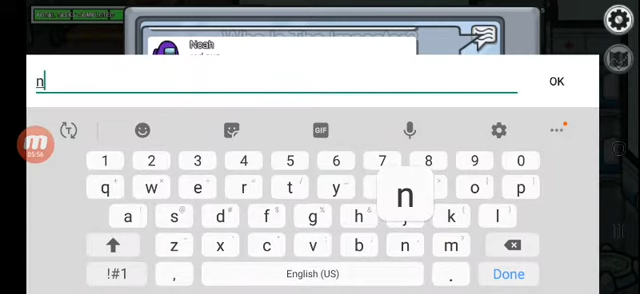 Who Is The Impostor?
Noah
n
OK
GIF
05:56
1 2 3 4 5 6 7 8 9 0
q w e r t y n o p
a s d f g h j k l
z x c v b n m
!#1 , English (US) . Done